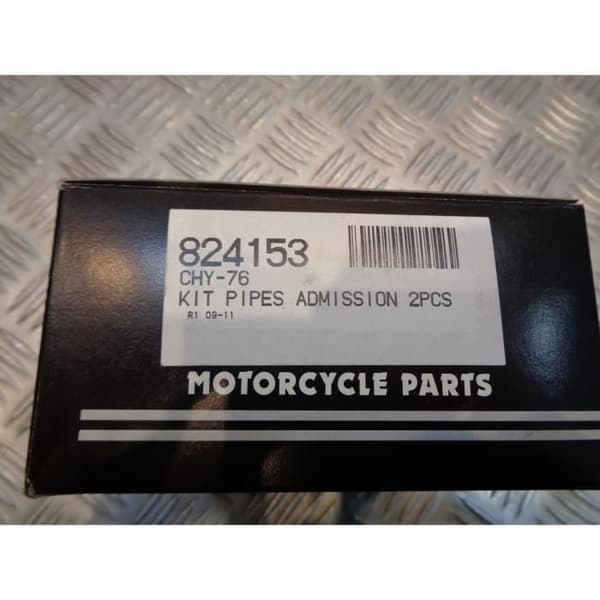 824153
CHY-76
KIT PIPES ADMISSION 2PCS
R1 09-11
MOTORCYCLE PARTS